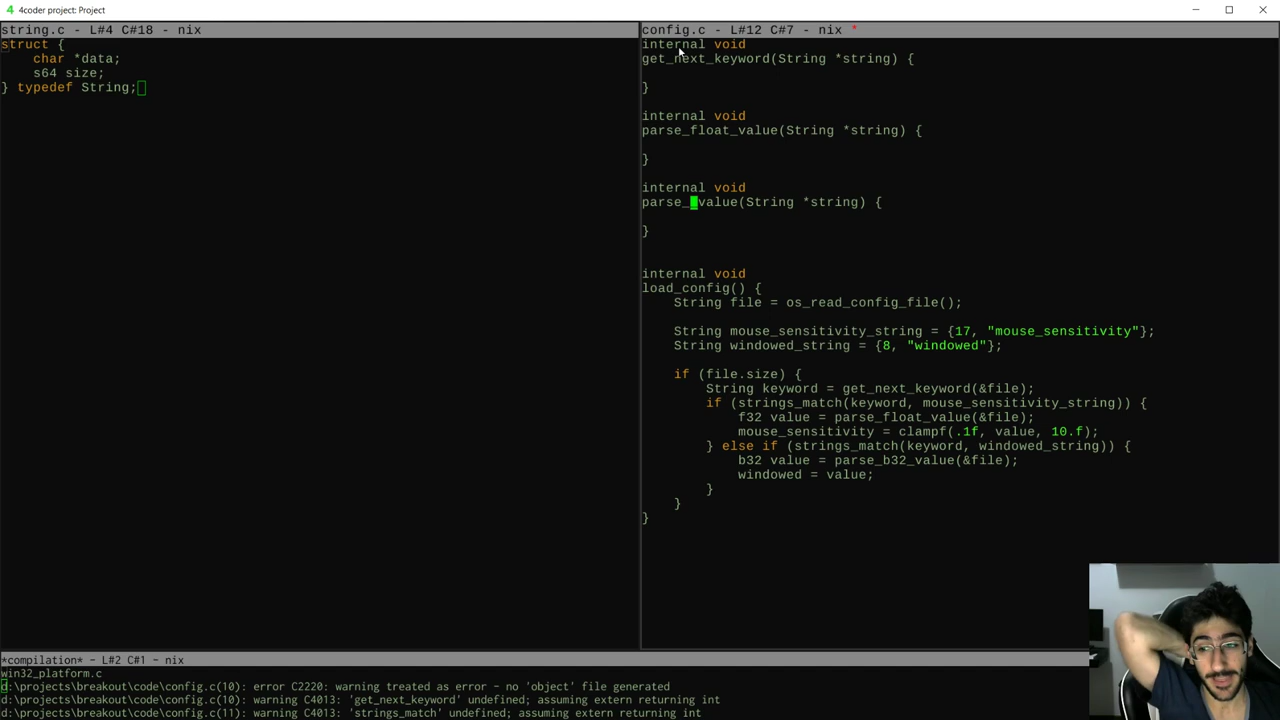 4 4coder project: Project
string.c - L#4 C#18 - nix
struct {
char *data;
s64 size;
} typedef String;
config.c - L#12 C#7 - nix *
internal void
get_next_keyword(String *string) {
}
internal void
parse_float_value(String *string) {
}
internal void
parse_value(String *string) {
}
internal void
load_config() {
String file = os_read_config_file();
String mouse_sensitivity_string = {17, "mouse_sensitivity"};
String windowed_string = {8, "windowed"};
if (file.size) {
String keyword = get_next_keyword(&file);
if (strings_match(keyword, mouse_sensitivity_string)) {
f32 value = parse_float_value(&file);
mouse_sensitivity = clampf(.1f, value, 10.f);
} else if (strings_match(keyword, windowed_string)) {
b32 value = parse_b32_value(&file);
windowed = value;
}
}
}
*compilation* - L#2 C#1 - nix
win32_platform.c
d:\projects\breakout\code\config.c(10): error C2220: warning treated as error - no 'object' file generated
d:\projects\breakout\code\config.c(10): warning C4013: 'get_next_keyword' undefined; assuming extern returning int
d:\projects\breakout\code\config.c(11): warning C4013: 'strings_match' undefined; assuming extern returning int